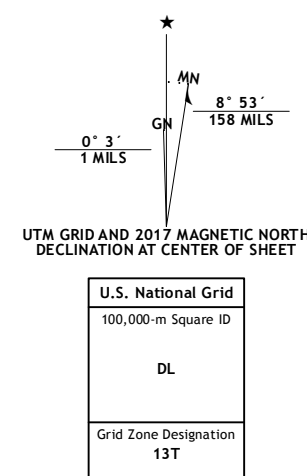 ★
MN
8° 53´
158 MILS
GN
0° 3´
1 MILS
UTM GRID AND 2017 MAGNETIC NORTH
DECLINATION AT CENTER OF SHEET
U.S. National Grid
100,000-m Square ID
DL
Grid Zone Designation
13T